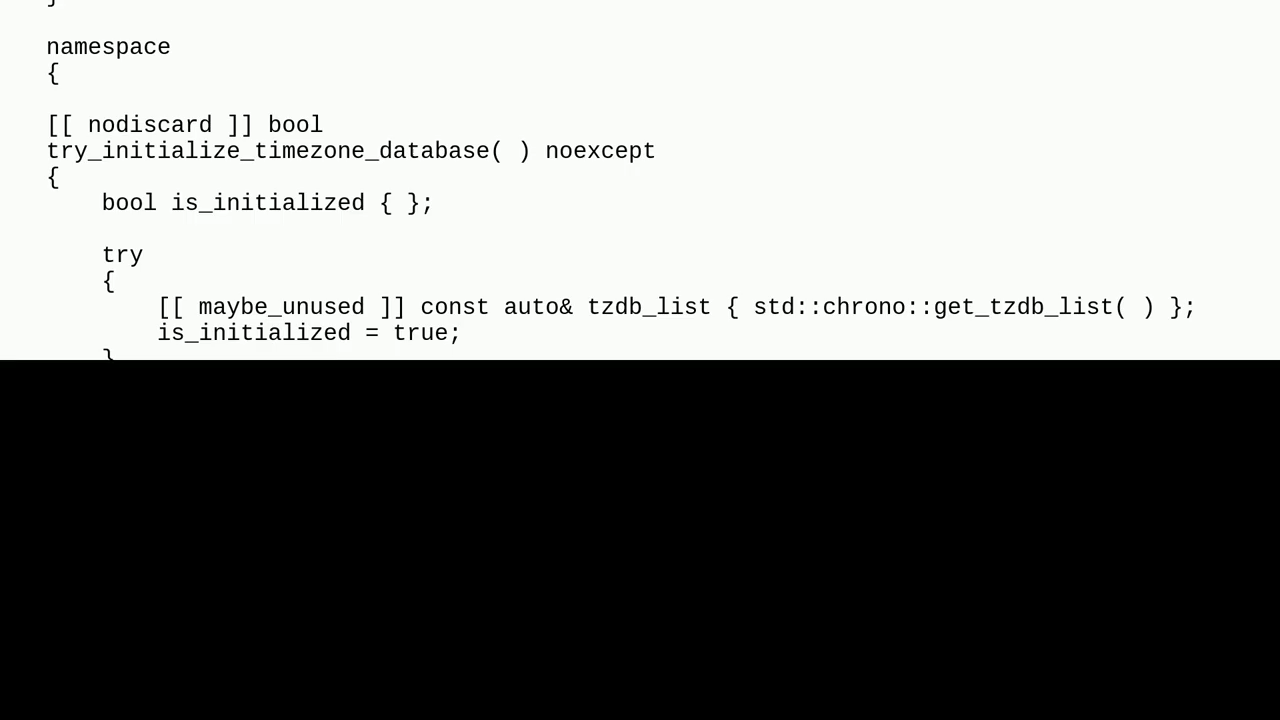 }
namespace
{
[[ nodiscard ]] bool
try_initialize_timezone_database( ) noexcept
{
    bool is_initialized { };
    try
    {
        [[ maybe_unused ]] const auto& tzdb_list { std::chrono::get_tzdb_list( ) };
        is_initialized = true;
    }